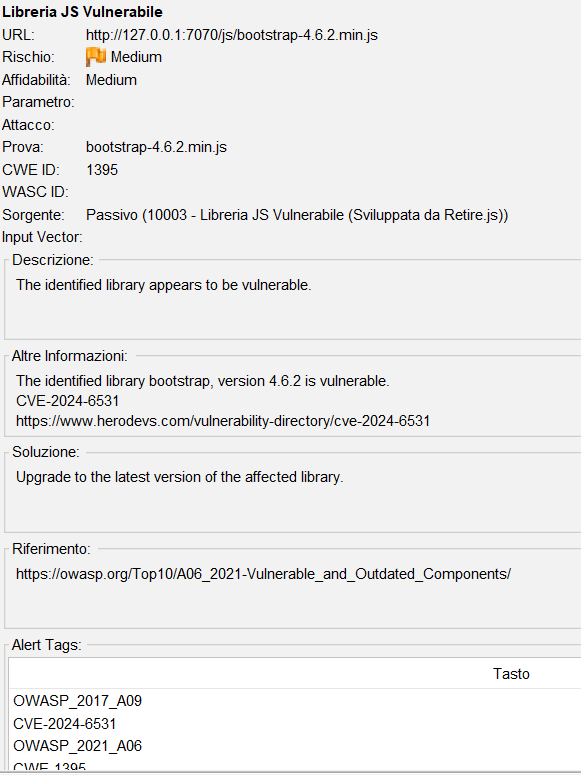 Libreria JS Vulnerabile
URL: http://127.0.0.1:7070/js/bootstrap-4.6.2.min.js
Rischio: Medium
Affidabilità: Medium
Parametro:
Attacco:
Prova: bootstrap-4.6.2.min.js
CWE ID: 1395
WASC ID:
Sorgente: Passivo (10003 - Libreria JS Vulnerabile (Sviluppata da Retire.js))
Input Vector:
Descrizione:
The identified library appears to be vulnerable.
Altre Informazioni:
The identified library bootstrap, version 4.6.2 is vulnerable.
CVE-2024-6531
https://www.herodevs.com/vulnerability-directory/cve-2024-6531
Soluzione:
Upgrade to the latest version of the affected library.
Riferimento:
https://owasp.org/Top10/A06_2021-Vulnerable_and_Outdated_Components/
Alert Tags:
Tasto
OWASP_2017_A09
CVE-2024-6531
OWASP_2021_A06
CWE-1395